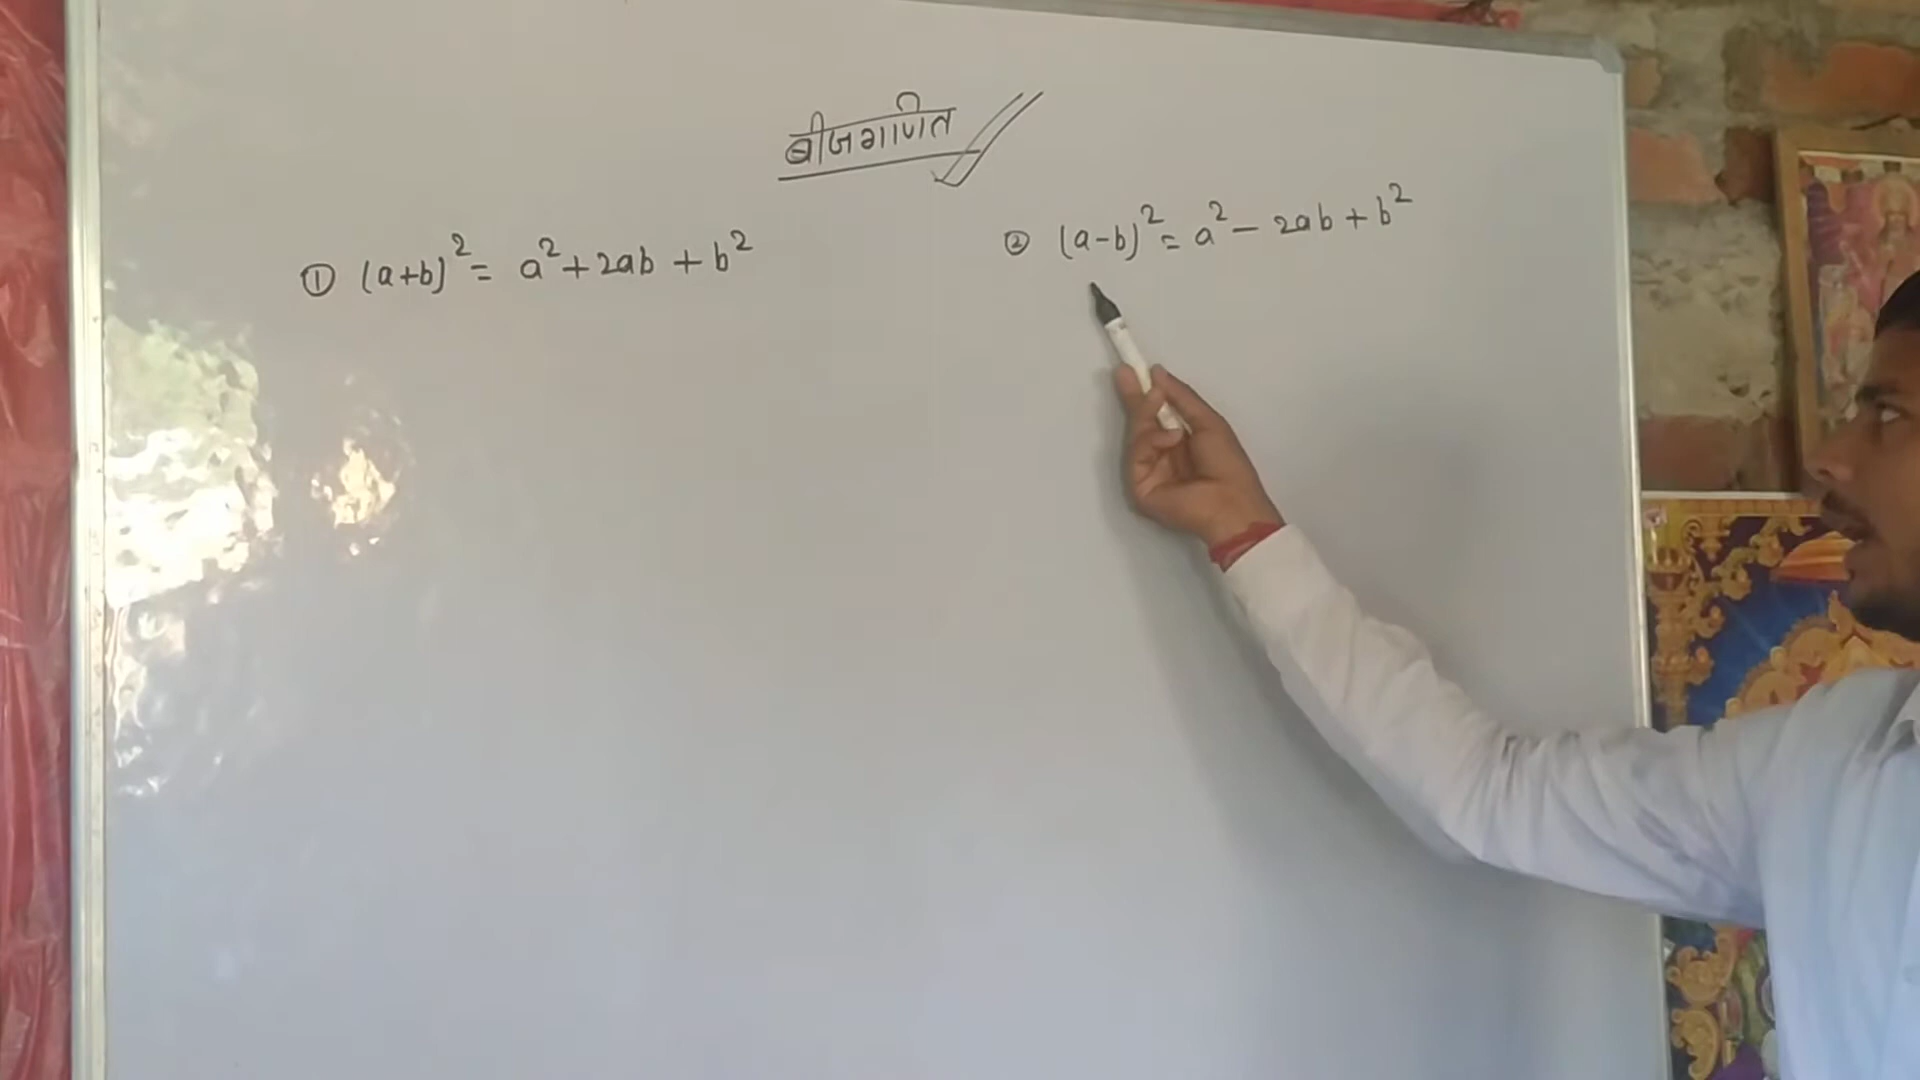 बीजगणित
① (a+b)² = a² + 2ab + b²
② (a-b)² = a² - 2ab + b²